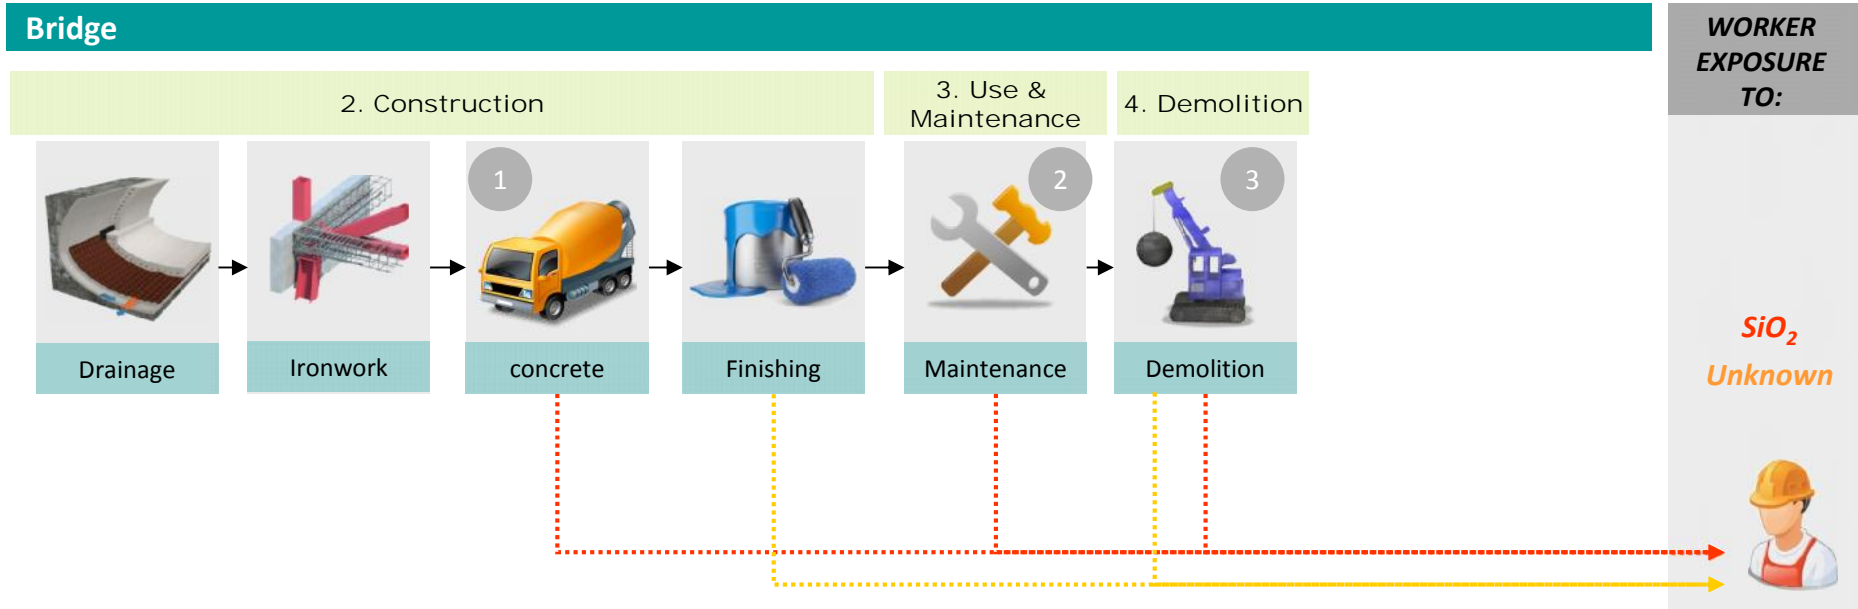 Bridge
WORKER
EXPOSURE
TO:
2. Construction
3. Use &
Maintenance
4. Demolition
1
2
3
Drainage
Ironwork
concrete
Finishing
Maintenance
Demolition
SiO2
Unknown